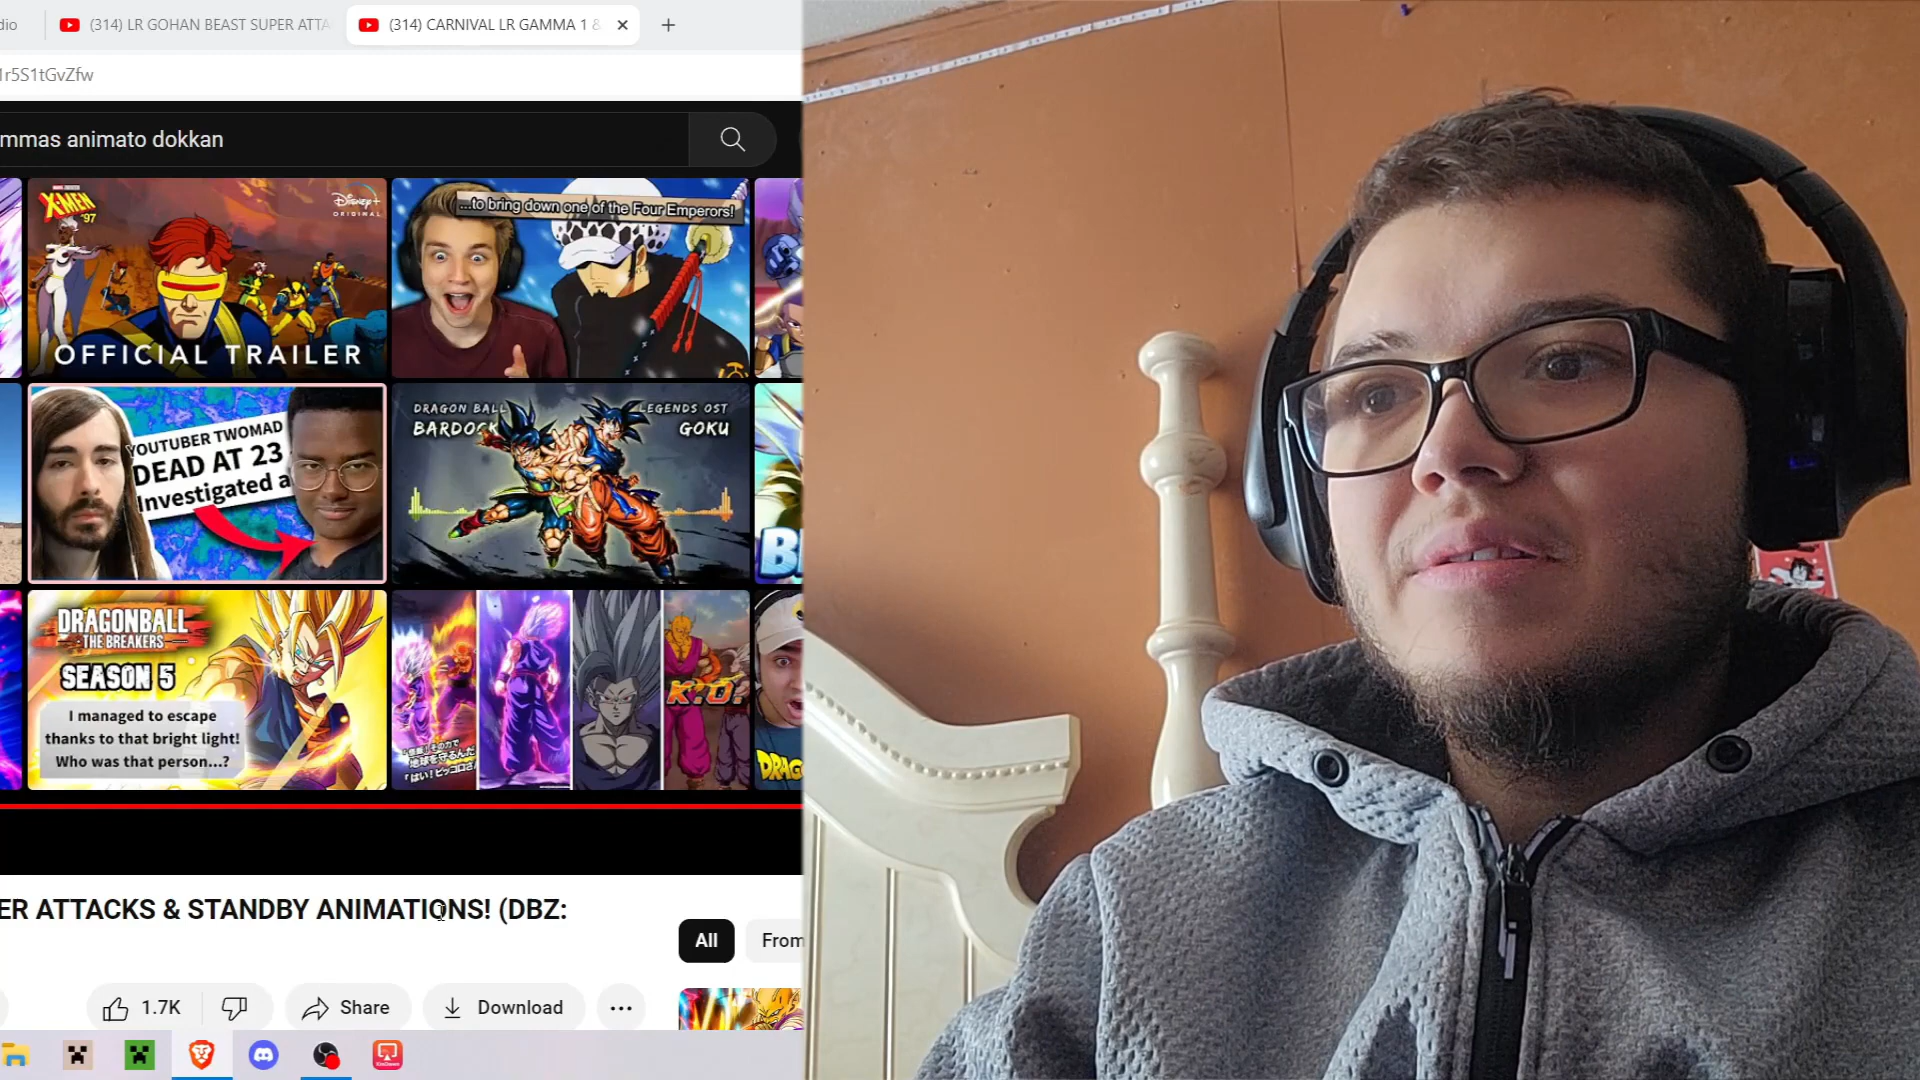 dio
(314) LR GOHAN BEAST SUPER ATTA
(314) CARNIVAL LR GAMMA 1 &
1r5S1tGvZfw
mmas animato dokkan
X-MEN
'97
Disney+
ORIGINAL
OFFICIAL TRAILER
...to bring down one of the Four Emperors!
YOUTUBER TWOMAD
DEAD AT 23
Investigated a
DRAGON BALL
LEGENDS OST
BARDOCK
GOKU
B
DRAGONBALL
THE BREAKERS
SEASON 5
I managed to escape
thanks to that bright light!
Who was that person...?
K.O.
DRAG
ER ATTACKS & STANDBY ANIMATIONS! (DBZ:
All
From
1.7K
Share
Download